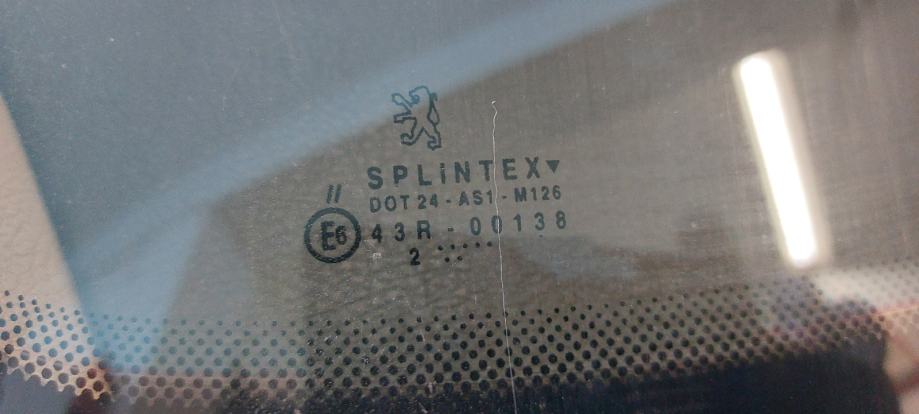 SPLiNTEX▼
//
DOT 24 - AS1 - M126
E6 43R - 00138
2 ..... ..